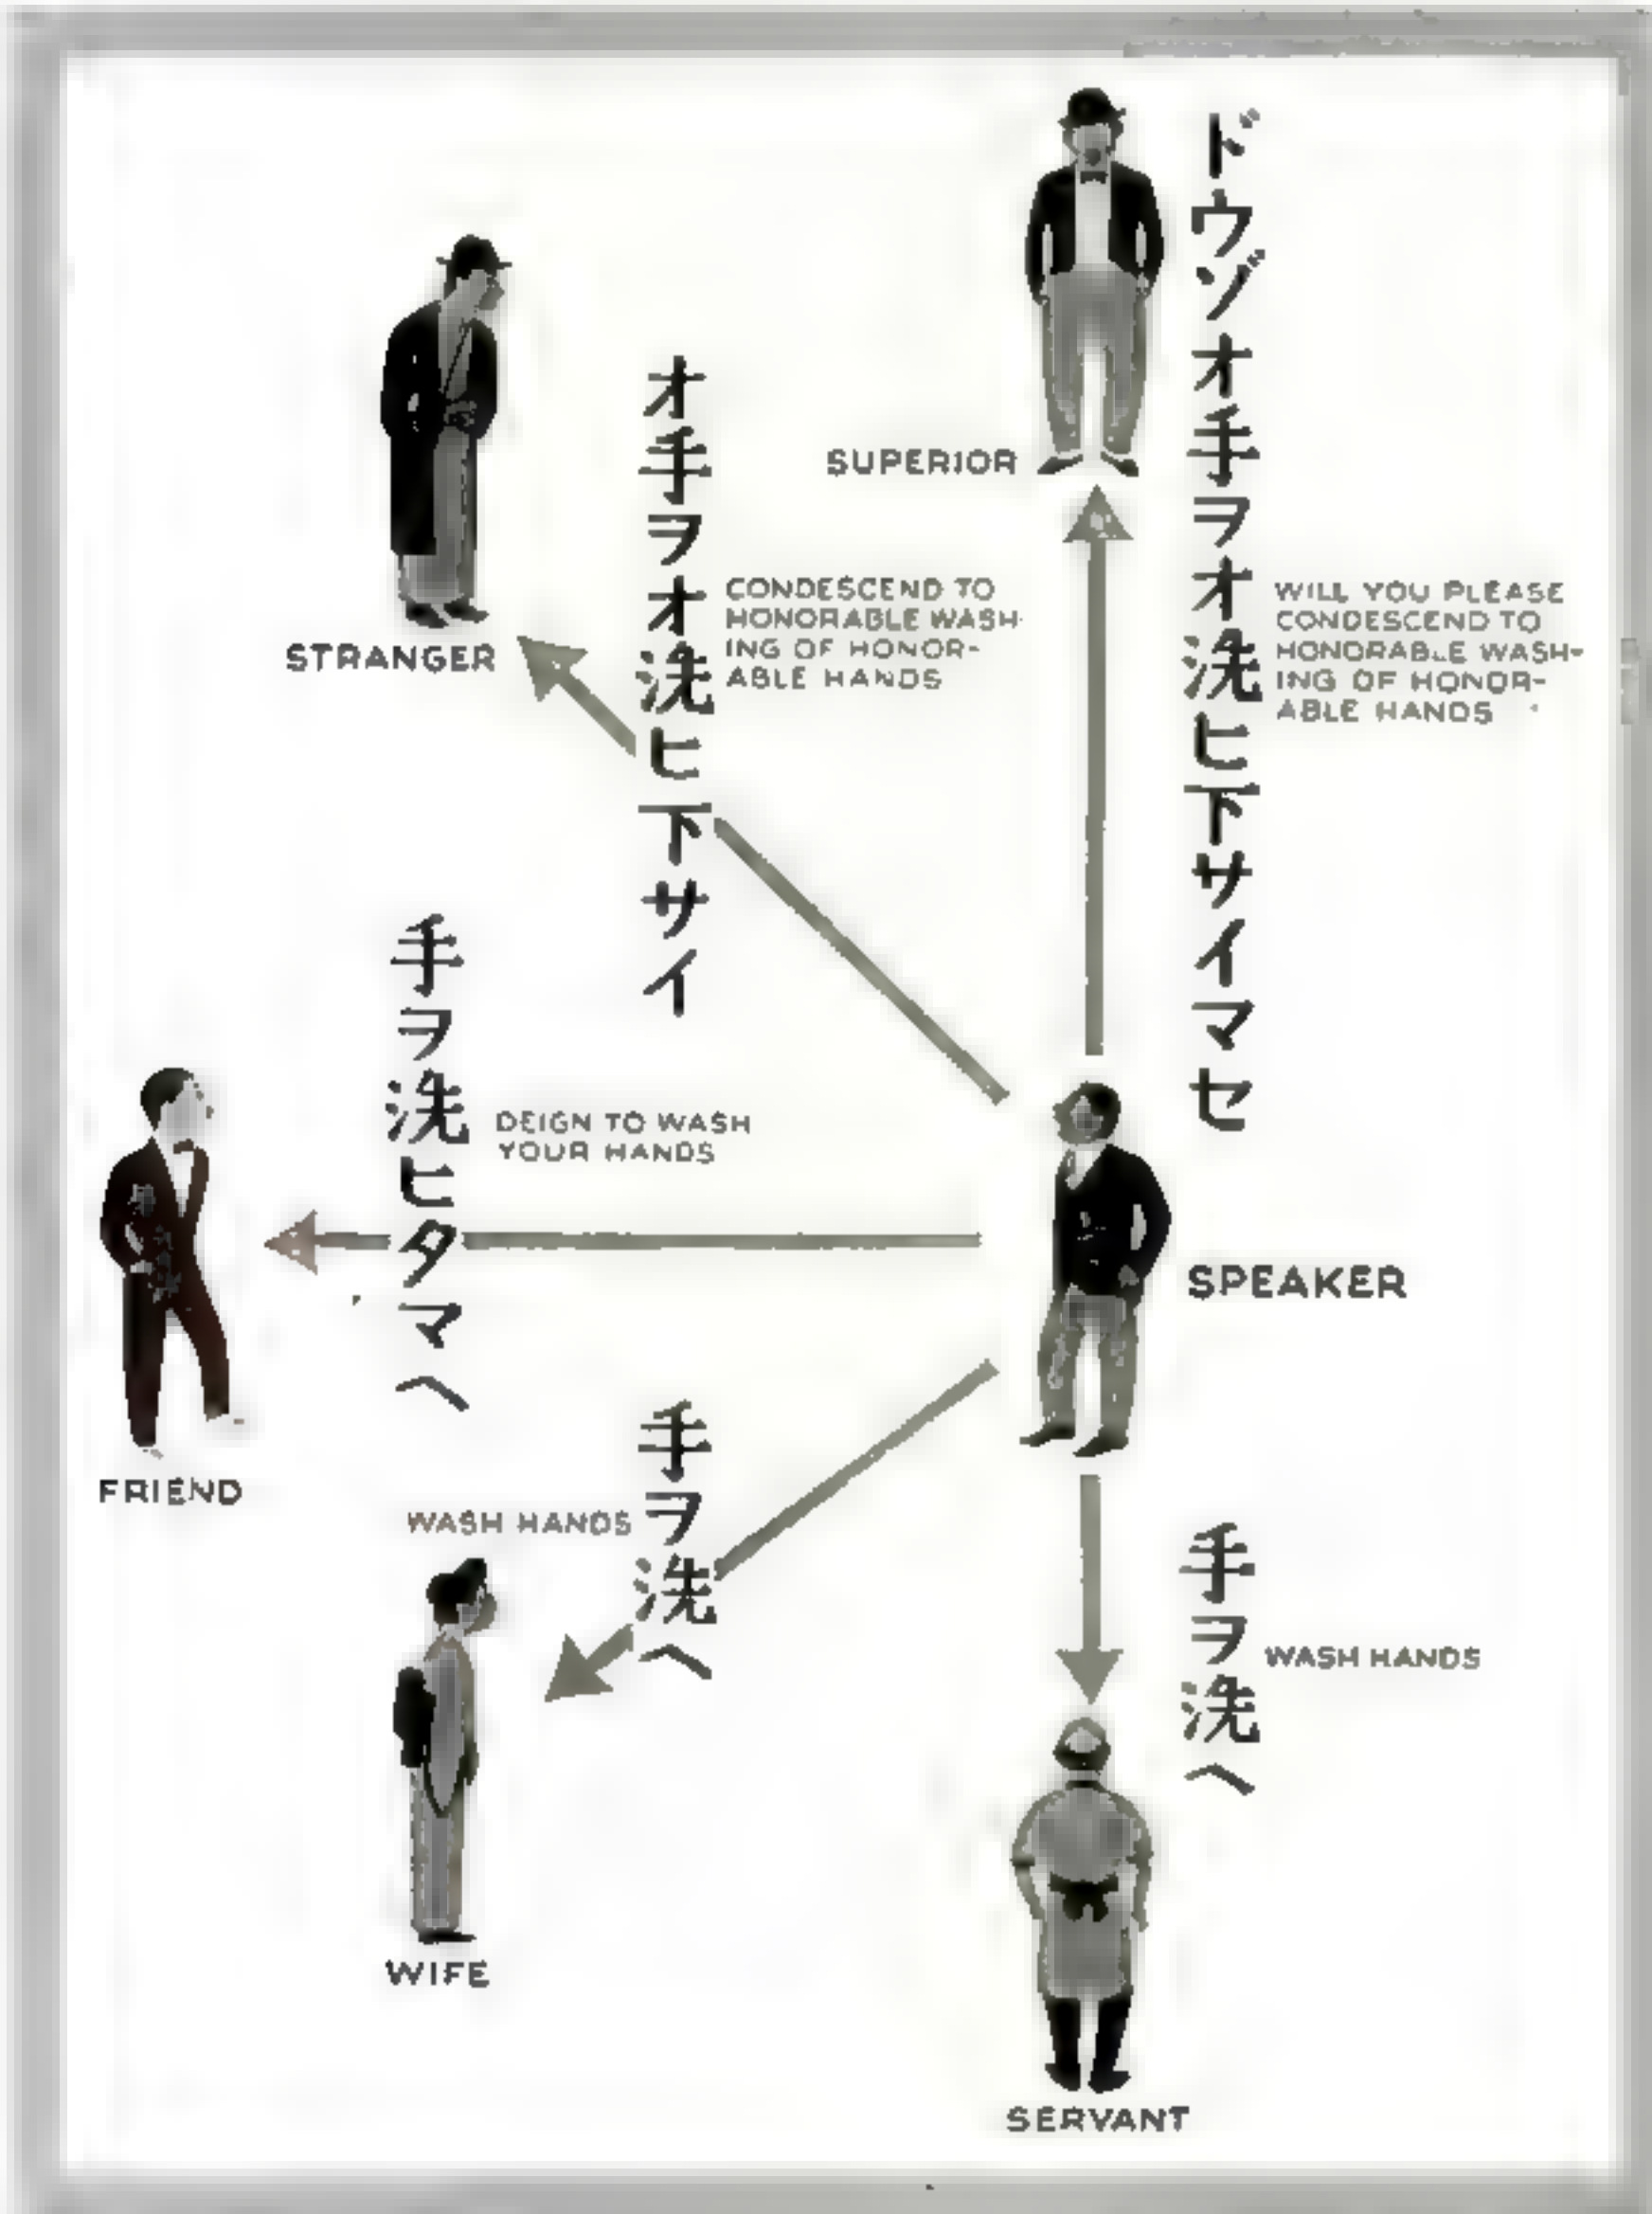 ドウゾオ手ヲオ洗ヒ下サイマセ
SUPERIOR
WILL YOU PLEASE
CONDESCEND TO
HONORABLE WASH-
ING OF HONOR-
ABLE HANDS
オ手ヲオ洗ヒ下サイ
STRANGER
CONDESCEND TO
HONORABLE WASH-
ING OF HONOR-
ABLE HANDS
手ヲ洗ヒタマヘ
DEIGN TO WASH
YOUR HANDS
FRIEND
SPEAKER
手ヲ洗ヘ
WASH HANDS
WIFE
手ヲ洗ヘ
WASH HANDS
SERVANT